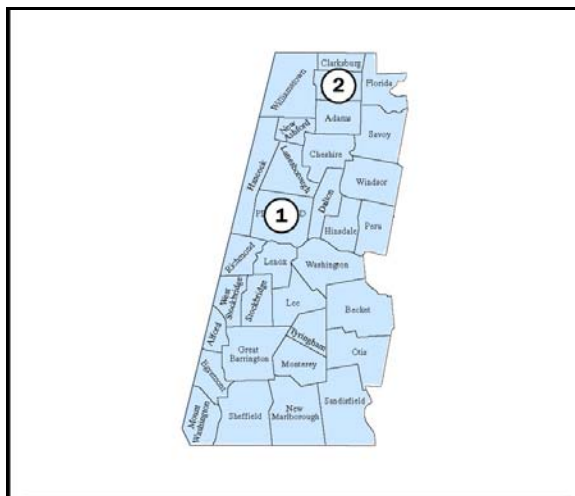 Clarksburg
2
Florida
Williamstown
Adams
New
Ashford
Savoy
Cheshire
Lanesborough
Hancock
Windsor
Dalton
1
Hinsdale
Peru
Richmond
Lenox
Washington
West
Stockbridge
Stockbridge
Lee
Becket
Alford
Tyringham
Great
Barrington
Otis
Monterey
Egremont
Mount
Washington
Sheffield
New
Marlborough
Sandisfield